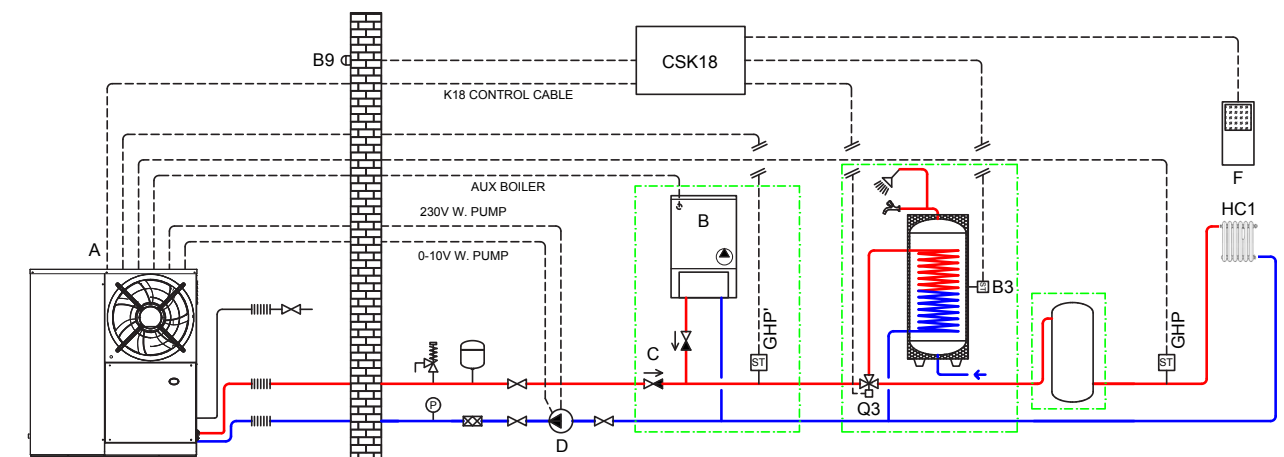 B9
CSK18
K18 CONTROL CABLE
F
AUX BOILER
B
230V W. PUMP
HC1
A
0-10V W. PUMP
ST
B3
GHP'
GHP
C
ST
ST
Q3
P
D